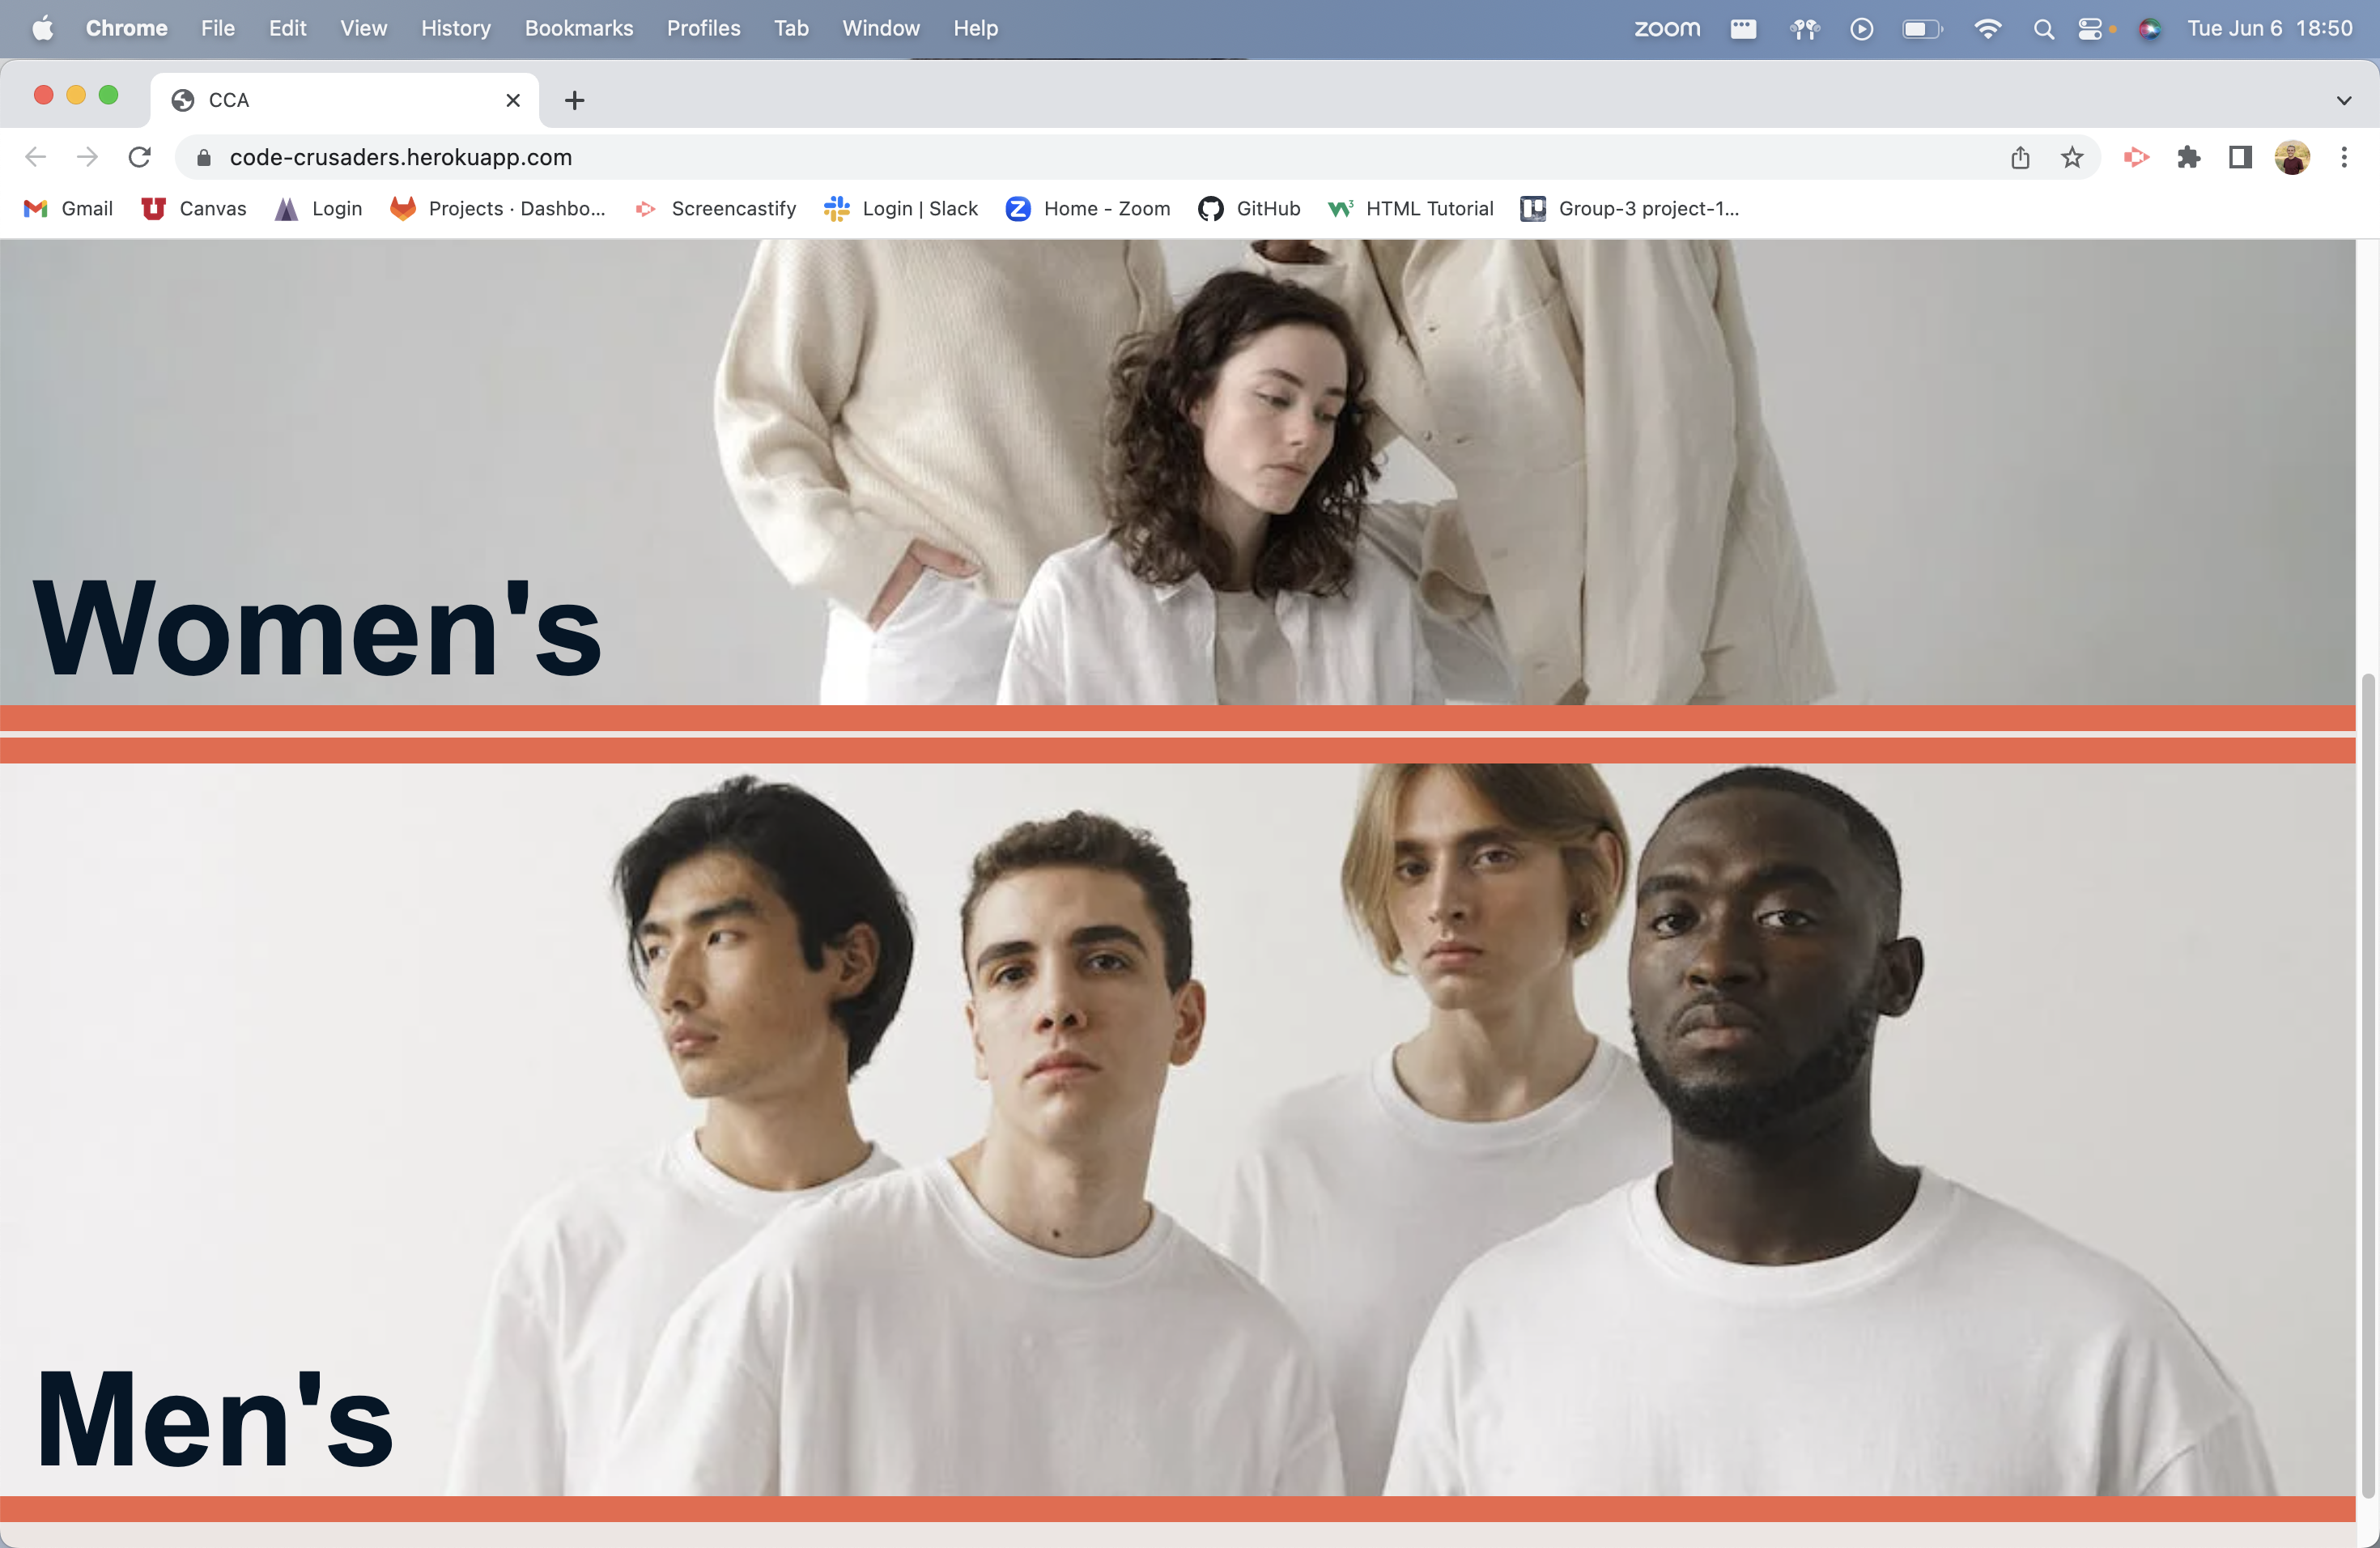 Chrome File Edit View History Bookmarks Profiles Tab Window Help zoom Tue Jun 6 18:50
CCA
code-crusaders.herokuapp.com
Gmail Canvas Login Projects · Dashbo... Screencastify Login | Slack Home - Zoom GitHub HTML Tutorial Group-3 project-1...
Women's
Men's